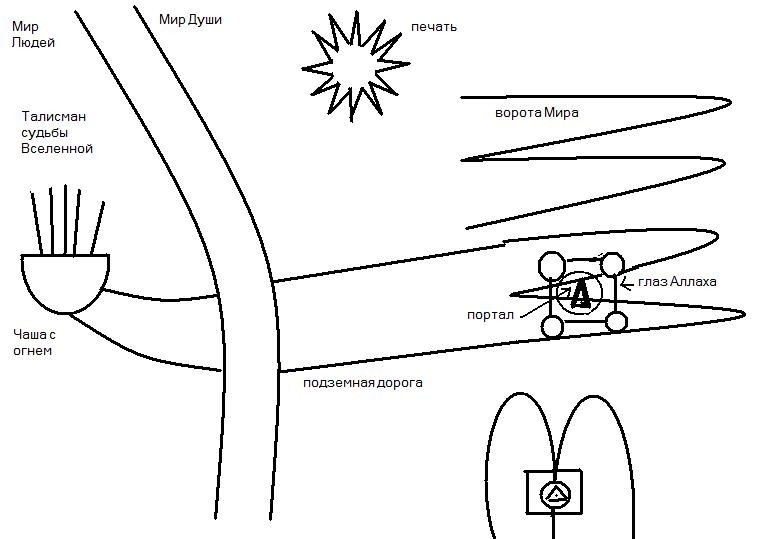 Мир
Людей
Мир Души
печать
ворота Мира
Талисман
судьбы
Вселенной
глаз Аллаха
портал
Чаша с
огнем
подземная дорога